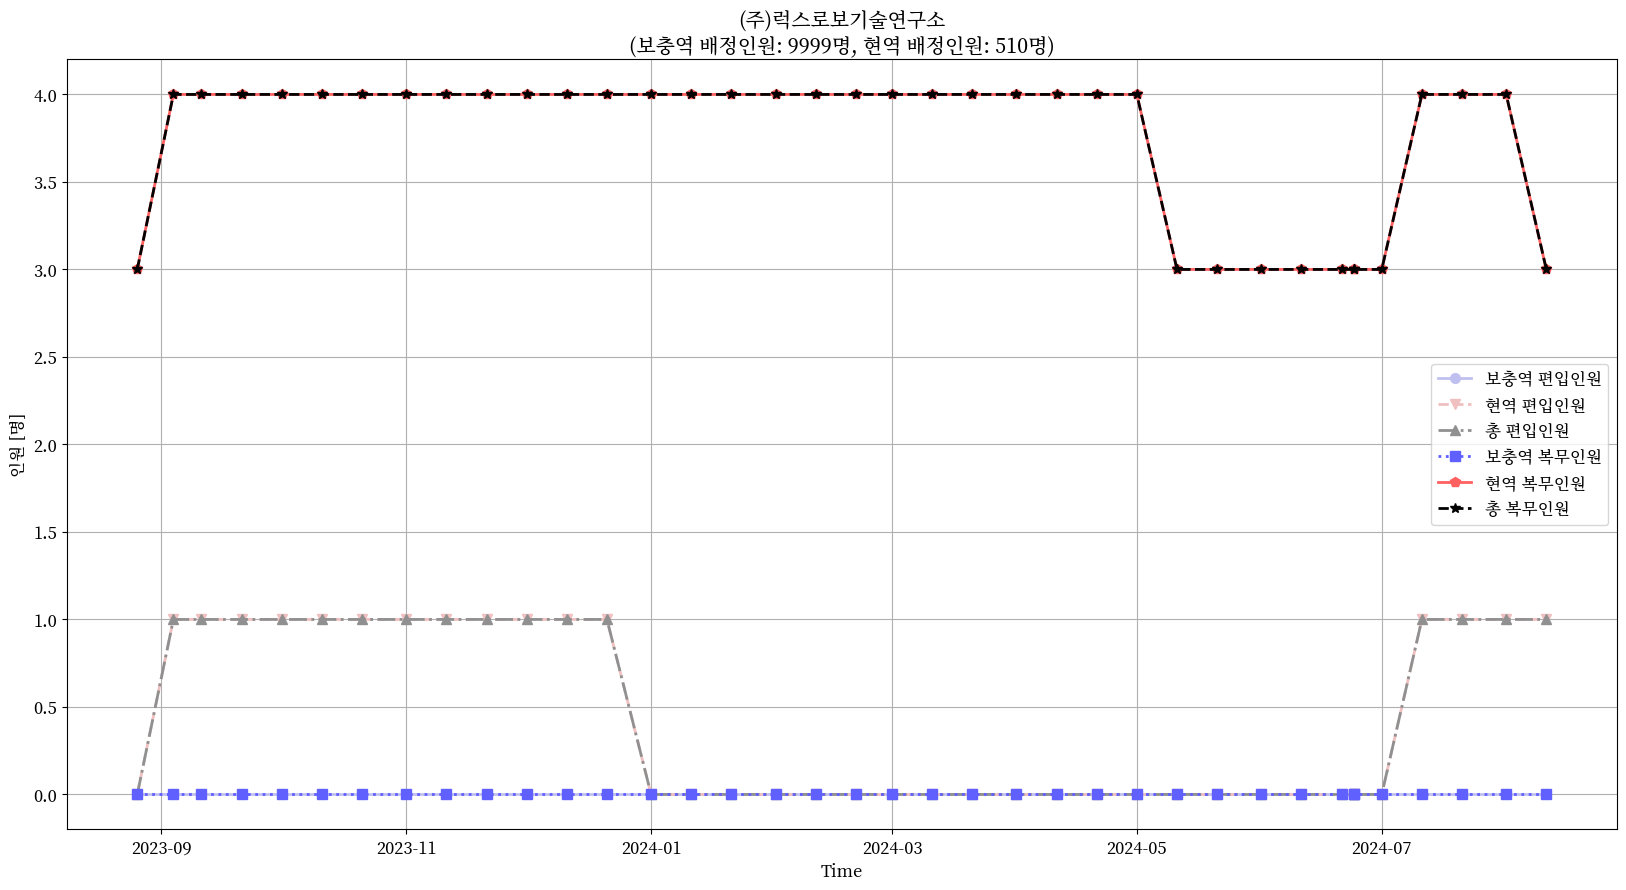 (주)럭스로보기술연구소
(보충역 배정인원: 9999명, 현역 배정인원: 510명)
4.0
3.5
3.0
2.5
2.0
1.5
1.0
0.5
0.0
인원 [명]
보충역 편입인원
현역 편입인원
총 편입인원
보충역 복무인원
현역 복무인원
총 복무인원
2023-09
2023-11
2024-01
2024-03
2024-05
2024-07
Time